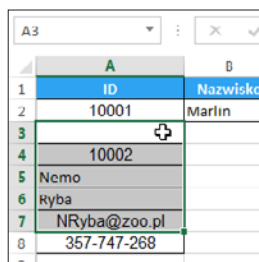 A3
A B
1 ID Nazwisko
2 10001 Marlin
3
4 10002
5 Nemo
6 Ryba
7 NRyba@zoo.pl
8 357-747-268